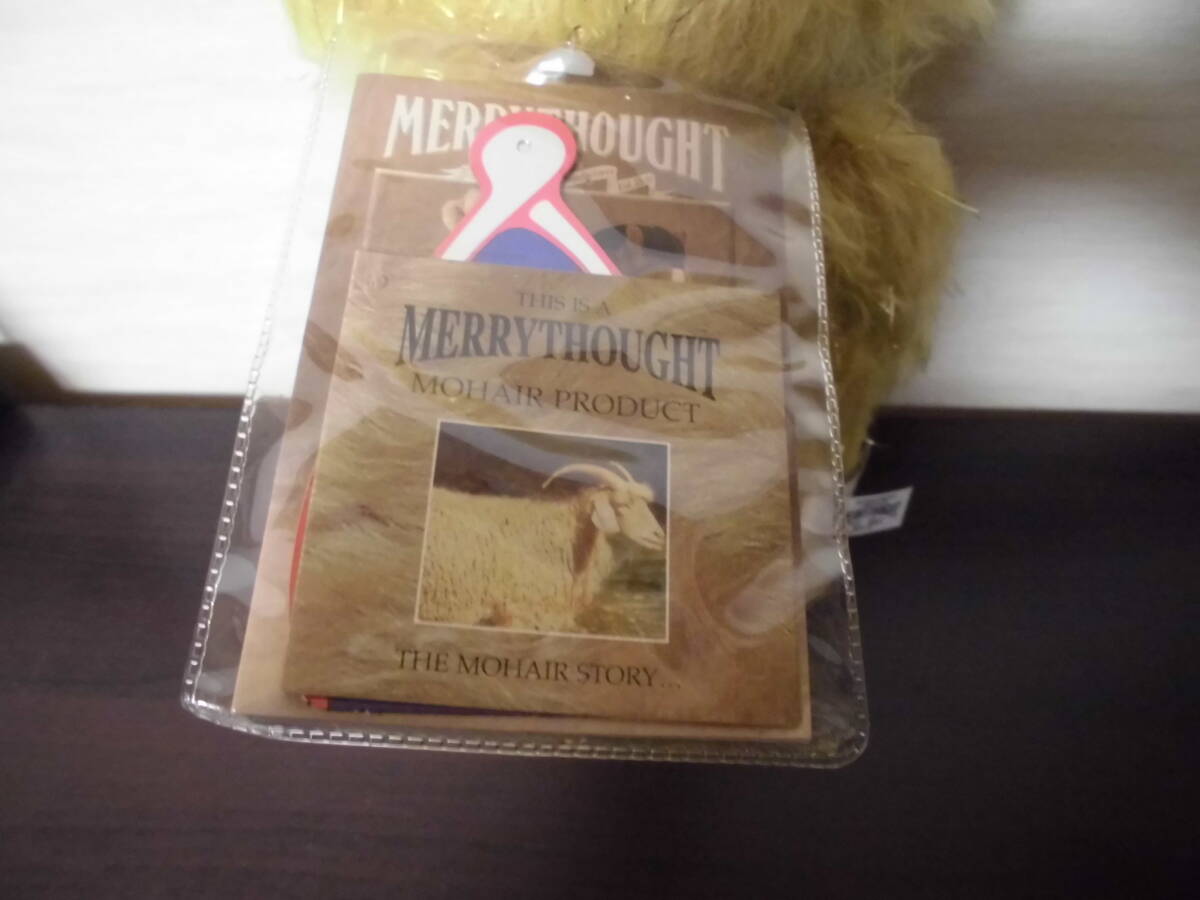 MERRYTHOUGHT
THIS IS A
MERRYTHOUGHT
MOHAIR PRODUCT
THE MOHAIR STORY...